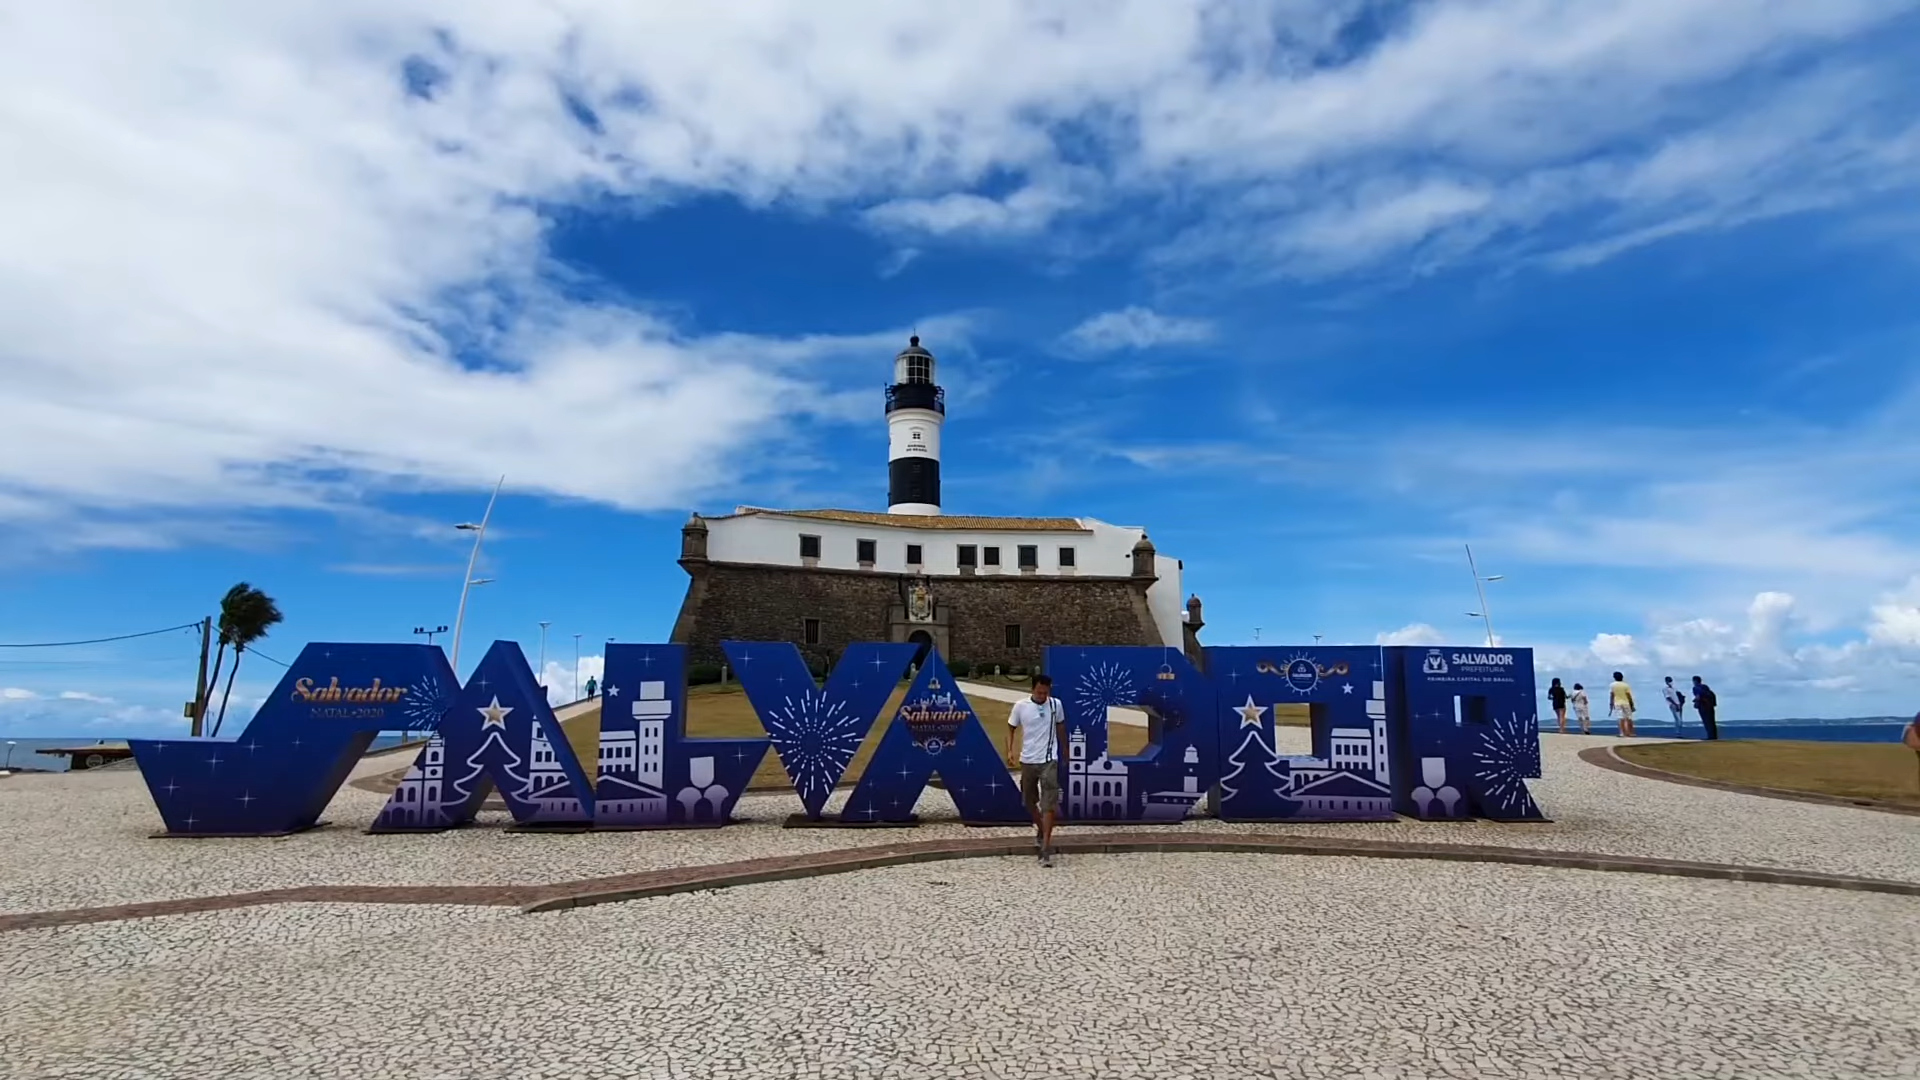 SALVADOR
Salvador
NATAL•2020
Salvador
NATAL•2020
SALVADOR
PREFEITURA
PRIMEIRA CAPITAL DO BRASIL